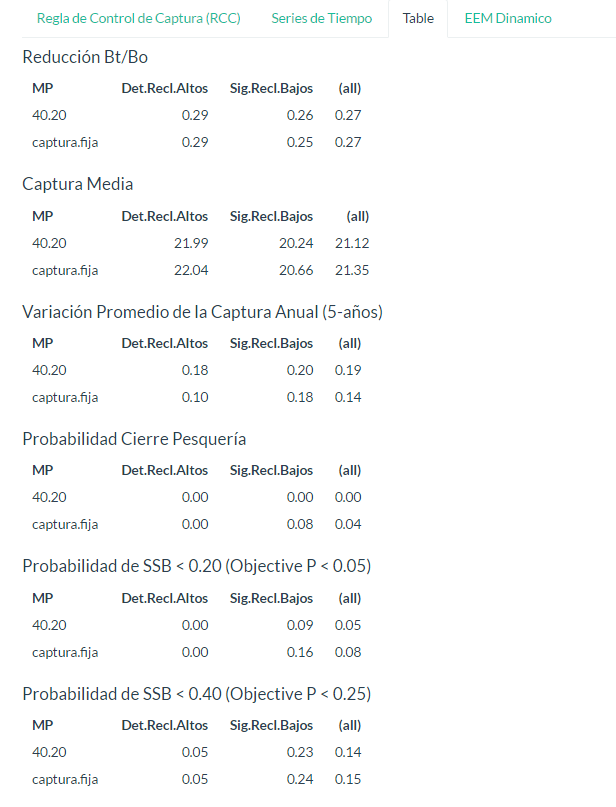 Regla de Control de Captura (RCC) Series de Tiempo Table EEM Dinamico
Reducción Bt/Bo
MP Det.Recl.Altos Sig.Recl.Bajos (all)
40.20 0.29 0.26 0.27
captura.fija 0.29 0.25 0.27
Captura Media
MP Det.Recl.Altos Sig.Recl.Bajos (all)
40.20 21.99 20.24 21.12
captura.fija 22.04 20.66 21.35
Variación Promedio de la Captura Anual (5-años)
MP Det.Recl.Altos Sig.Recl.Bajos (all)
40.20 0.18 0.20 0.19
captura.fija 0.10 0.18 0.14
Probabilidad Cierre Pesquería
MP Det.Recl.Altos Sig.Recl.Bajos (all)
40.20 0.00 0.00 0.00
captura.fija 0.00 0.08 0.04
Probabilidad de SSB < 0.20 (Objective P < 0.05)
MP Det.Recl.Altos Sig.Recl.Bajos (all)
40.20 0.00 0.09 0.05
captura.fija 0.00 0.16 0.08
Probabilidad de SSB < 0.40 (Objective P < 0.25)
MP Det.Recl.Altos Sig.Recl.Bajos (all)
40.20 0.05 0.23 0.14
captura.fija 0.05 0.24 0.15